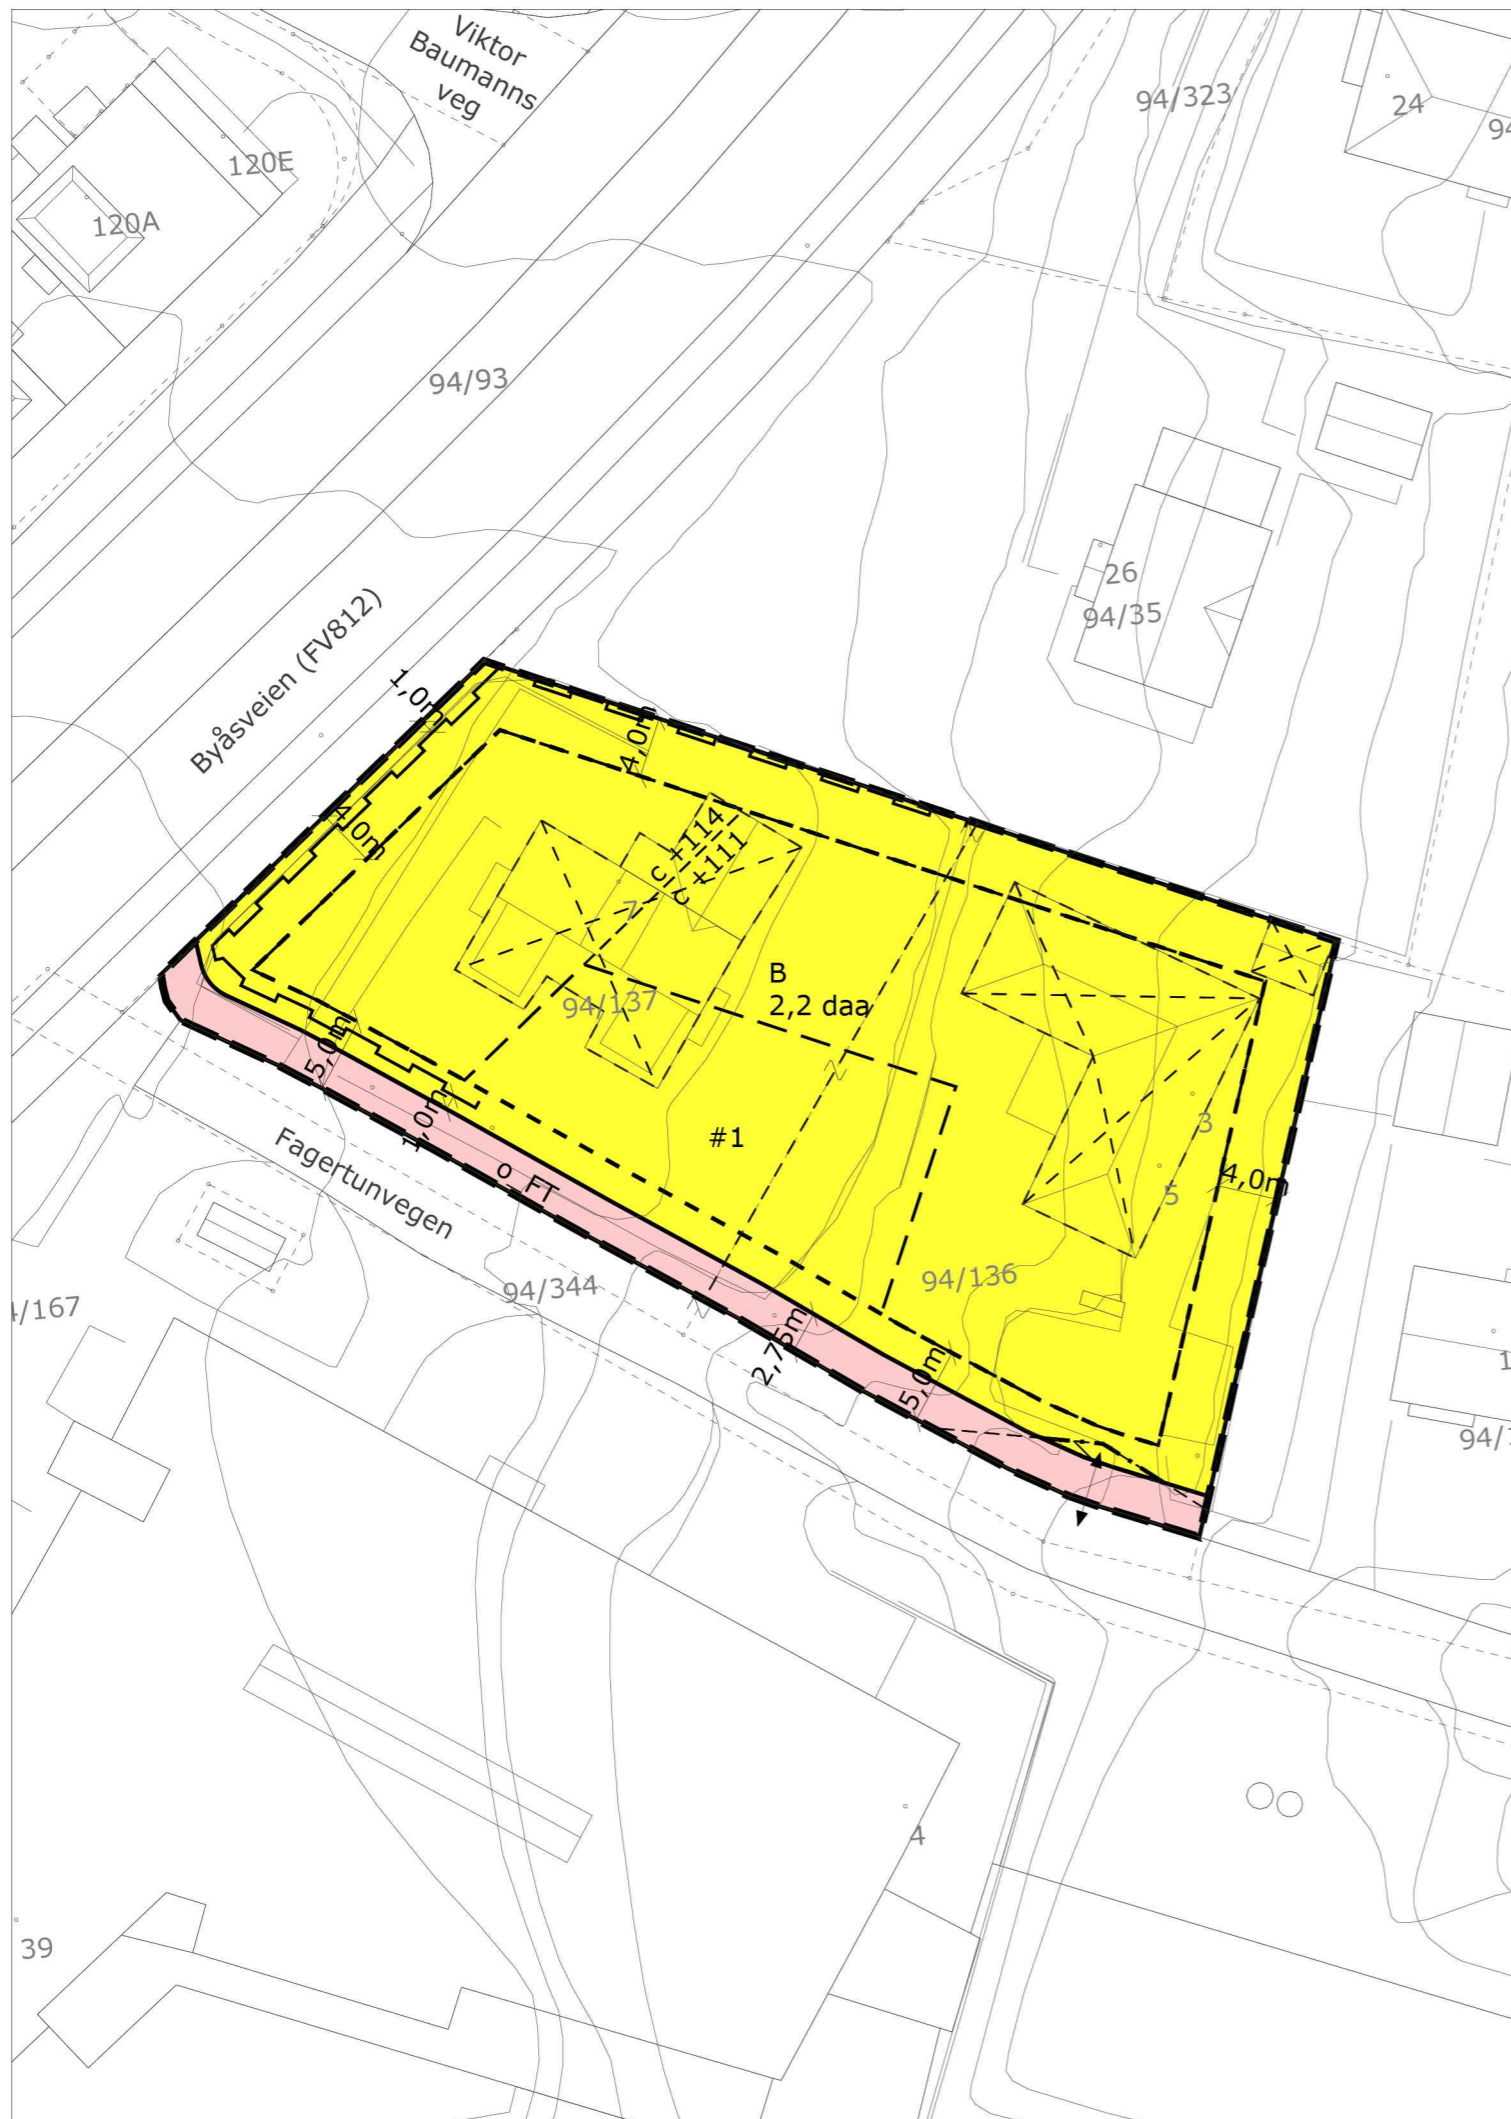 Viktor
Baumanns
veg
94/323
24
120E
120A
94/93
26
94/35
Byåsveien (FV812)
1,0m
4,0m
4,0m
c +114
c +111
7
B
2,2 daa
94/137
5,0m
1,0m
#1
3
4,0m
5
o_FT
Fagertunvegen
94/136
94/344
2,75m
5,0m
4
39